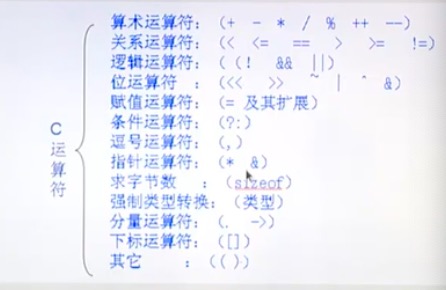 算术运算符: (+ - * / % ++ --)
关系运算符: (< <= == > >= !=)
逻辑运算符: ((! && ||)
位运算符 : (<< >> ~ | ^ &)
赋值运算符: (= 及其扩展)
条件运算符: (?:)
逗号运算符: (,)
指针运算符: (* &)
求字节数 : (sizeof)
强制类型转换: (类型)
分量运算符: (. ->)
下标运算符: ([])
其它 : (())
C
运
算
符